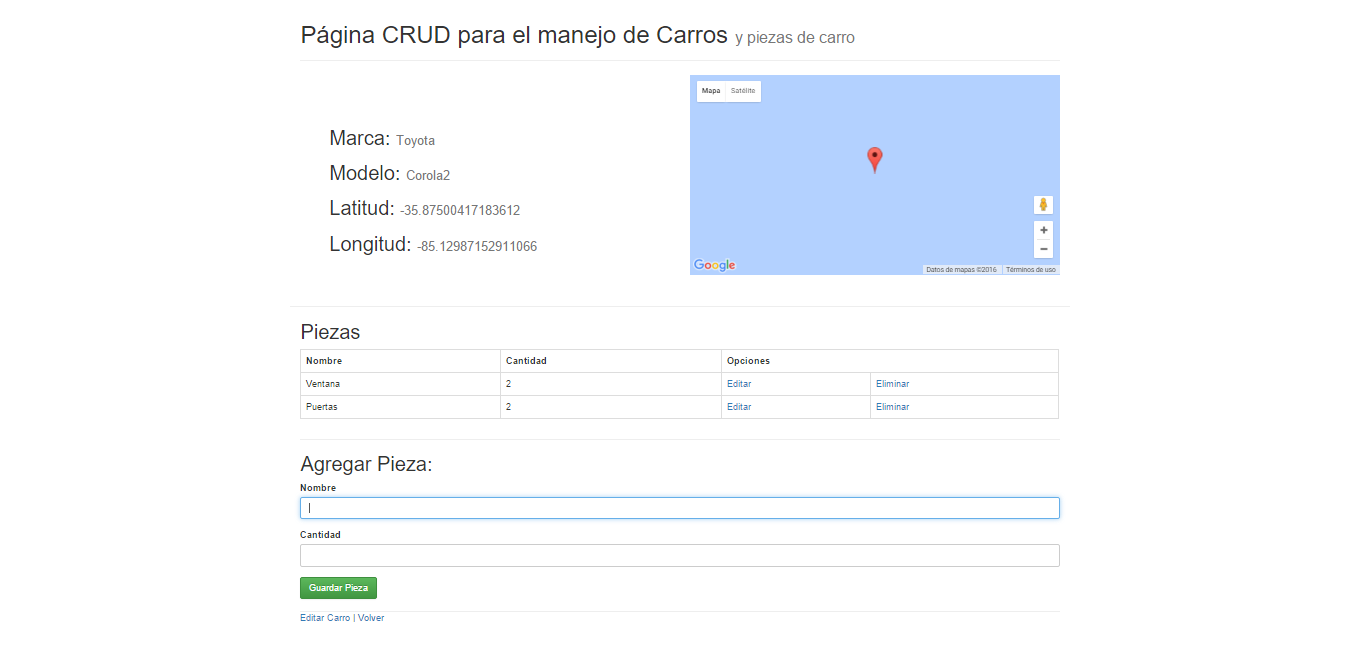 Página CRUD para el manejo de Carros y piezas de carro
Mapa Satélite
Marca: Toyota
Modelo: Corola2
Latitud: -35.87500417183612
Longitud: -85.12987152911066
+
−
Google
Datos de mapas ©2016 Términos de uso
Piezas
Nombre Cantidad Opciones
Ventana 2 Editar Eliminar
Puertas 2 Editar Eliminar
Agregar Pieza:
Nombre
Cantidad
Guardar Pieza
Editar Carro | Volver